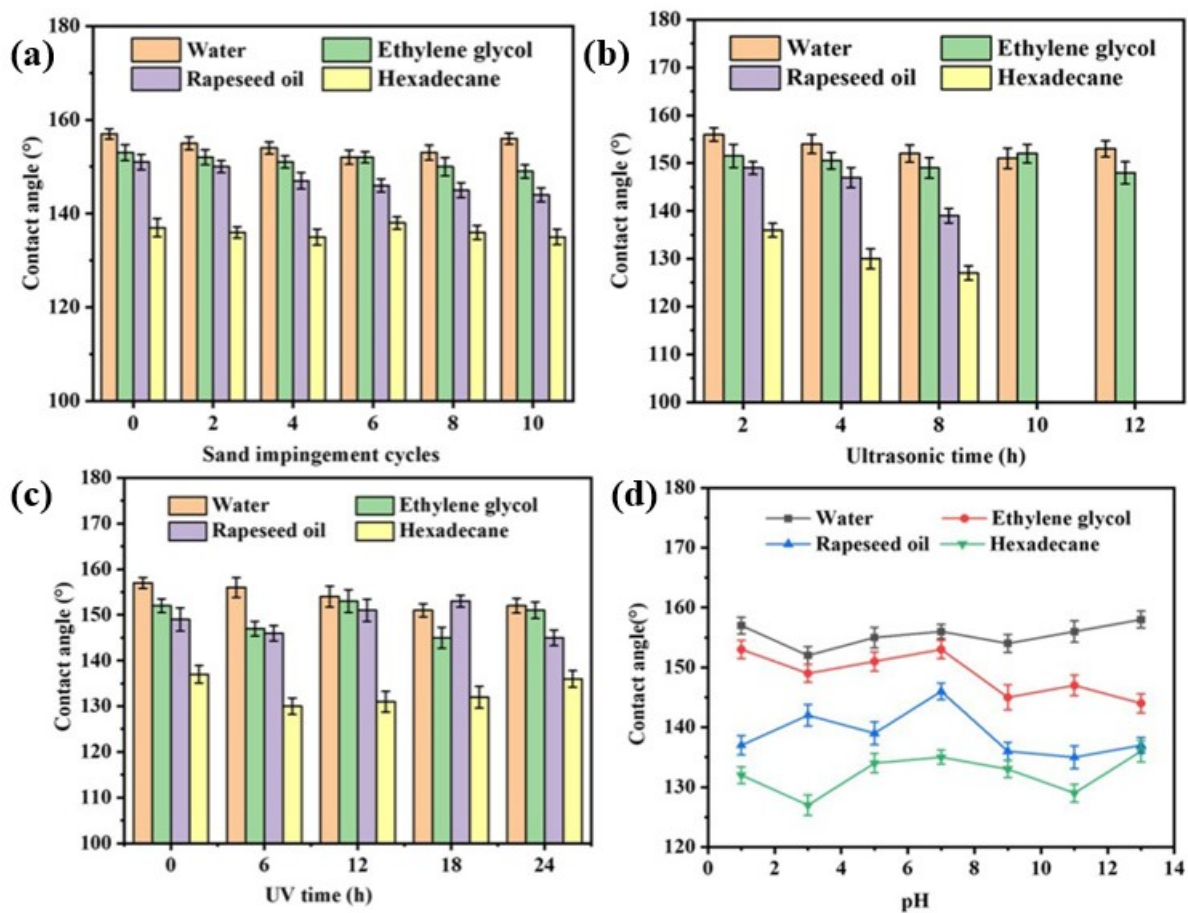 (a)
Water Ethylene glycol
Rapeseed oil Hexadecane
180
160
140
120
100
Contact angle (°)
0 2 4 6 8 10
Sand impingement cycles
(b)
Water Ethylene glycol
Rapeseed oil Hexadecane
180
170
160
150
140
130
120
110
100
Contact angle (°)
2 4 8 10 12
Ultrasonic time (h)
(c)
Water Ethylene glycol
Rapeseed oil Hexadecane
180
170
160
150
140
130
120
110
100
Contact angle (°)
0 6 12 18 24
UV time (h)
(d)
Water Ethylene glycol
Rapeseed oil Hexadecane
180
170
160
150
140
130
120
Contact angle(°)
0 2 4 6 8 10 12 14
pH